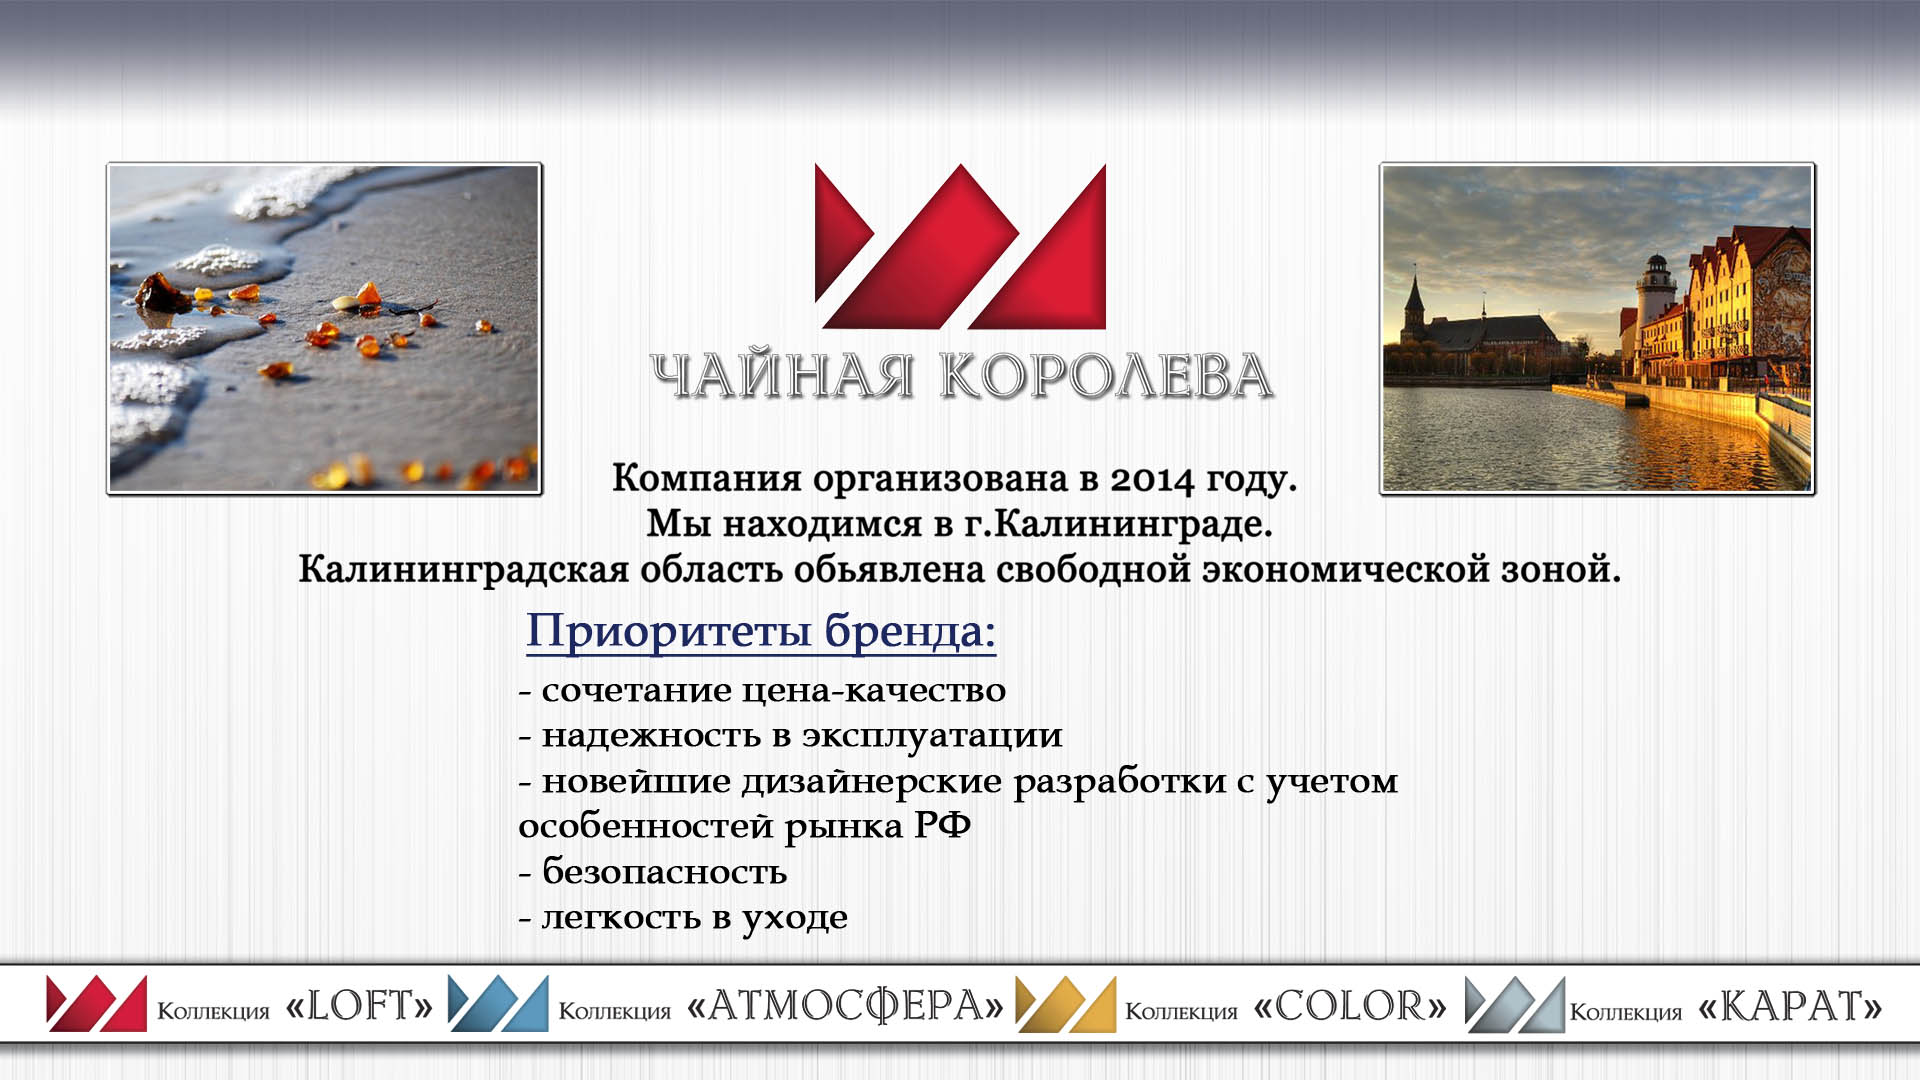 ЧАЙНАЯ КОРОЛЕВА
Компания организована в 2014 году.
Мы находимся в г.Калининграде.
Калининградская область обьявлена свободной экономической зоной.
Приоритеты бренда:
- сочетание цена-качество
- надежность в эксплуатации
- новейшие дизайнерские разработки с учетом
особенностей рынка РФ
- безопасность
- легкость в уходе
Коллекция «LOFT»
Коллекция «АТМОСФЕРА»
Коллекция «COLOR»
Коллекция «КАРАТ»